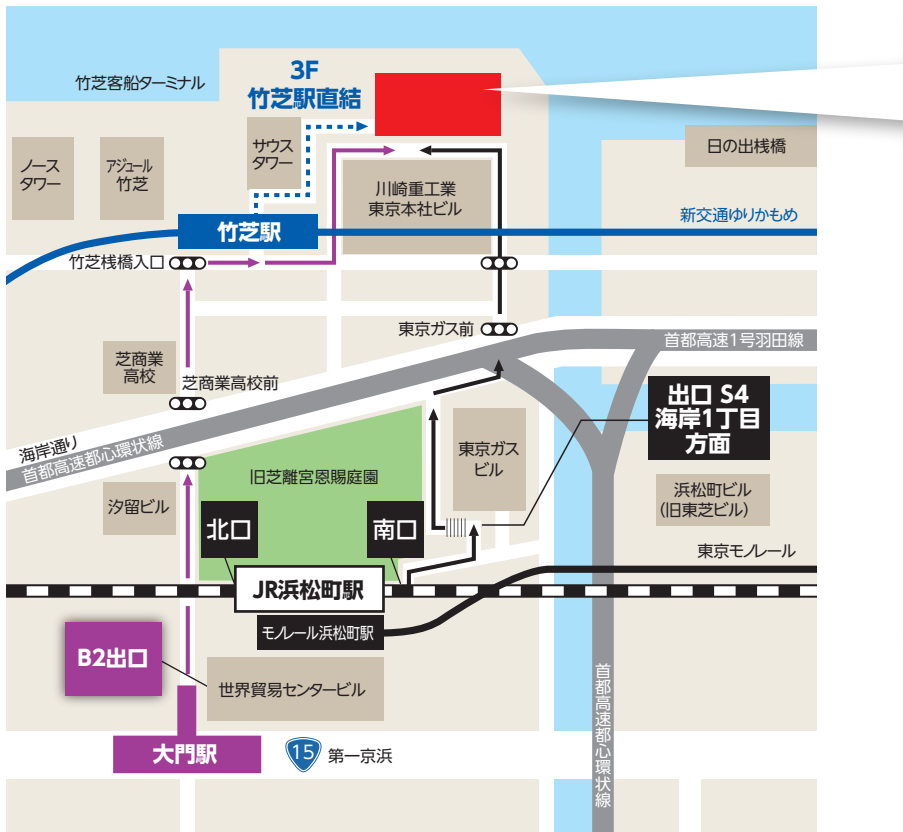 竹芝客船ターミナル
3F
竹芝駅直結
サウス
タワー
ノース
タワー
アジュール
竹芝
川崎重工業
東京本社ビル
日の出桟橋
新交通ゆりかもめ
竹芝駅
竹芝桟橋入口
東京ガス前
首都高速1号羽田線
芝商業
高校
芝商業高校前
出口 S4
海岸1丁目
方面
海岸通り
首都高速都心環状線
東京ガス
ビル
旧芝離宮恩賜庭園
汐留ビル
浜松町ビル
(旧東芝ビル)
北口
南口
東京モノレール
JR浜松町駅
モノレール浜松町駅
B2出口
世界貿易センタービル
首都高速都心環状線
大門駅
15
第一京浜